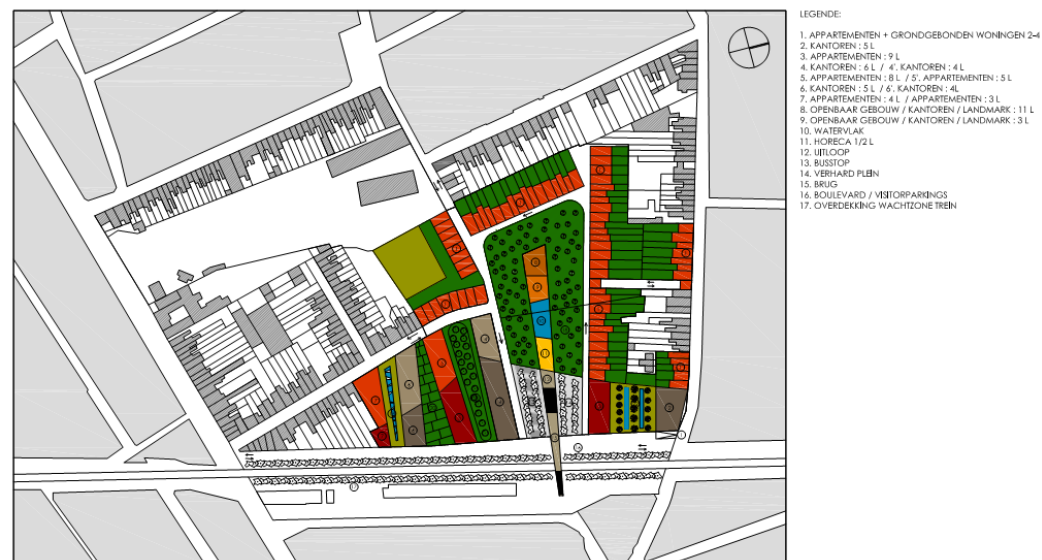 LEGENDE:
1. APPARTEMENTEN + GRONDGEBONDEN WONINGEN 2-4
2. KANTOREN : 5 L
3. APPARTEMENTEN : 9 L
4. KANTOREN : 6 L / 4'. KANTOREN : 4 L
5. APPARTEMENTEN : 8 L / 5'. APPARTEMENTEN : 5 L
6. KANTOREN : 5 L / 6'. KANTOREN : 4L
7. APPARTEMENTEN : 4 L / APPARTEMENTEN : 3 L
8. OPENBAAR GEBOUW / KANTOREN / LANDMARK : 11 L
9. OPENBAAR GEBOUW / KANTOREN / LANDMARK : 3 L
10. WATERVLAK
11. HORECA 1/2 L
12. UITLOOP
13. BUSSTOP
14. VERHARD PLEIN
15. BRUG
16. BOULEVARD / VISITORPARKINGS
17. OVERDEKKING WACHTZONE TREIN